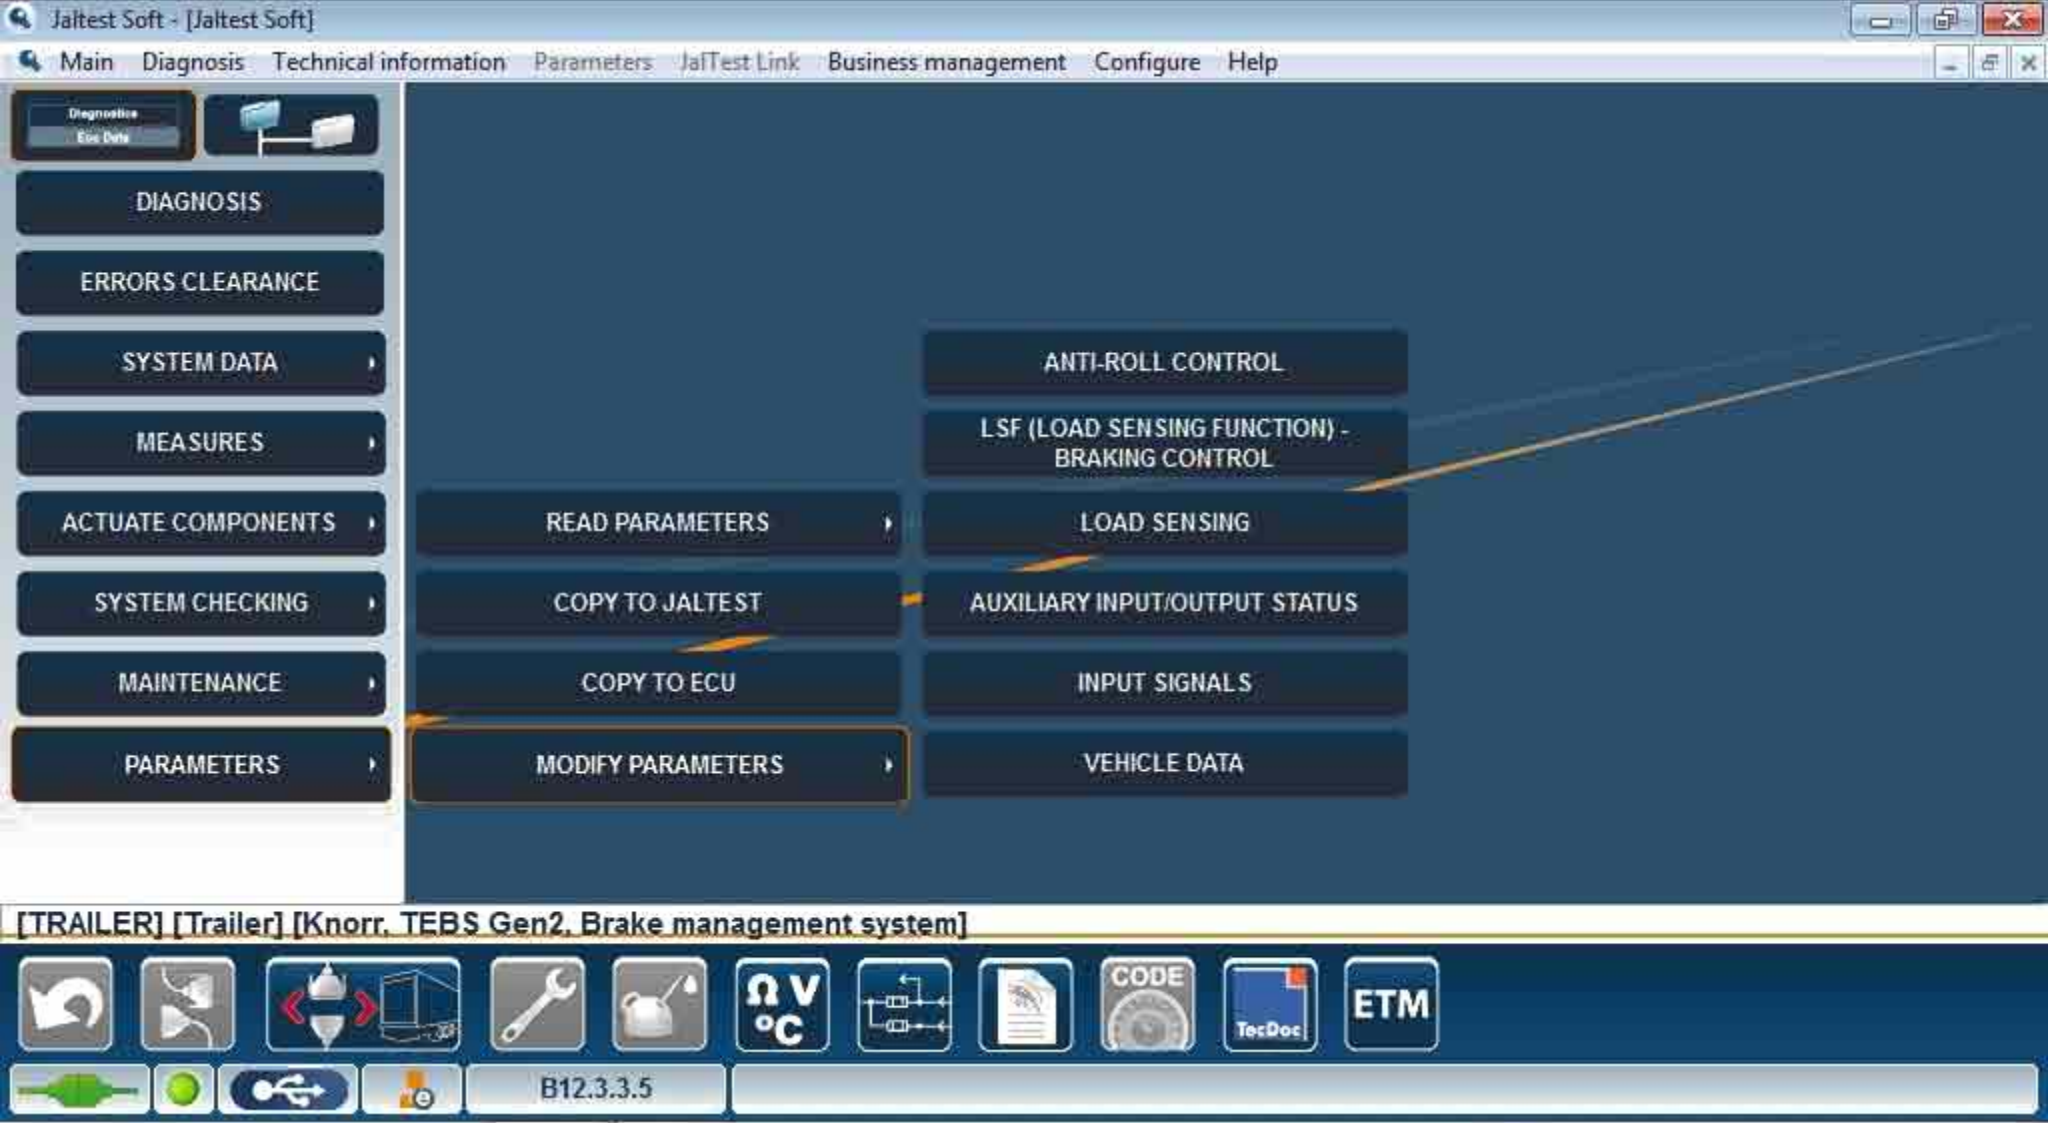 Jaltest Soft - [Jaltest Soft]
Main Diagnosis Technical information Parameters JalTest Link Business management Configure Help
Diagnostics
Ecu Data
DIAGNOSIS
ERRORS CLEARANCE
SYSTEM DATA
MEASURES
ACTUATE COMPONENTS
SYSTEM CHECKING
MAINTENANCE
PARAMETERS
READ PARAMETERS
COPY TO JALTEST
COPY TO ECU
MODIFY PARAMETERS
ANTI-ROLL CONTROL
LSF (LOAD SENSING FUNCTION) -
BRAKING CONTROL
LOAD SENSING
AUXILIARY INPUT/OUTPUT STATUS
INPUT SIGNALS
VEHICLE DATA
[TRAILER] [Trailer] [Knorr, TEBS Gen2, Brake management system]
Ω V
°C
CODE
TecDoc
ETM
B12.3.3.5